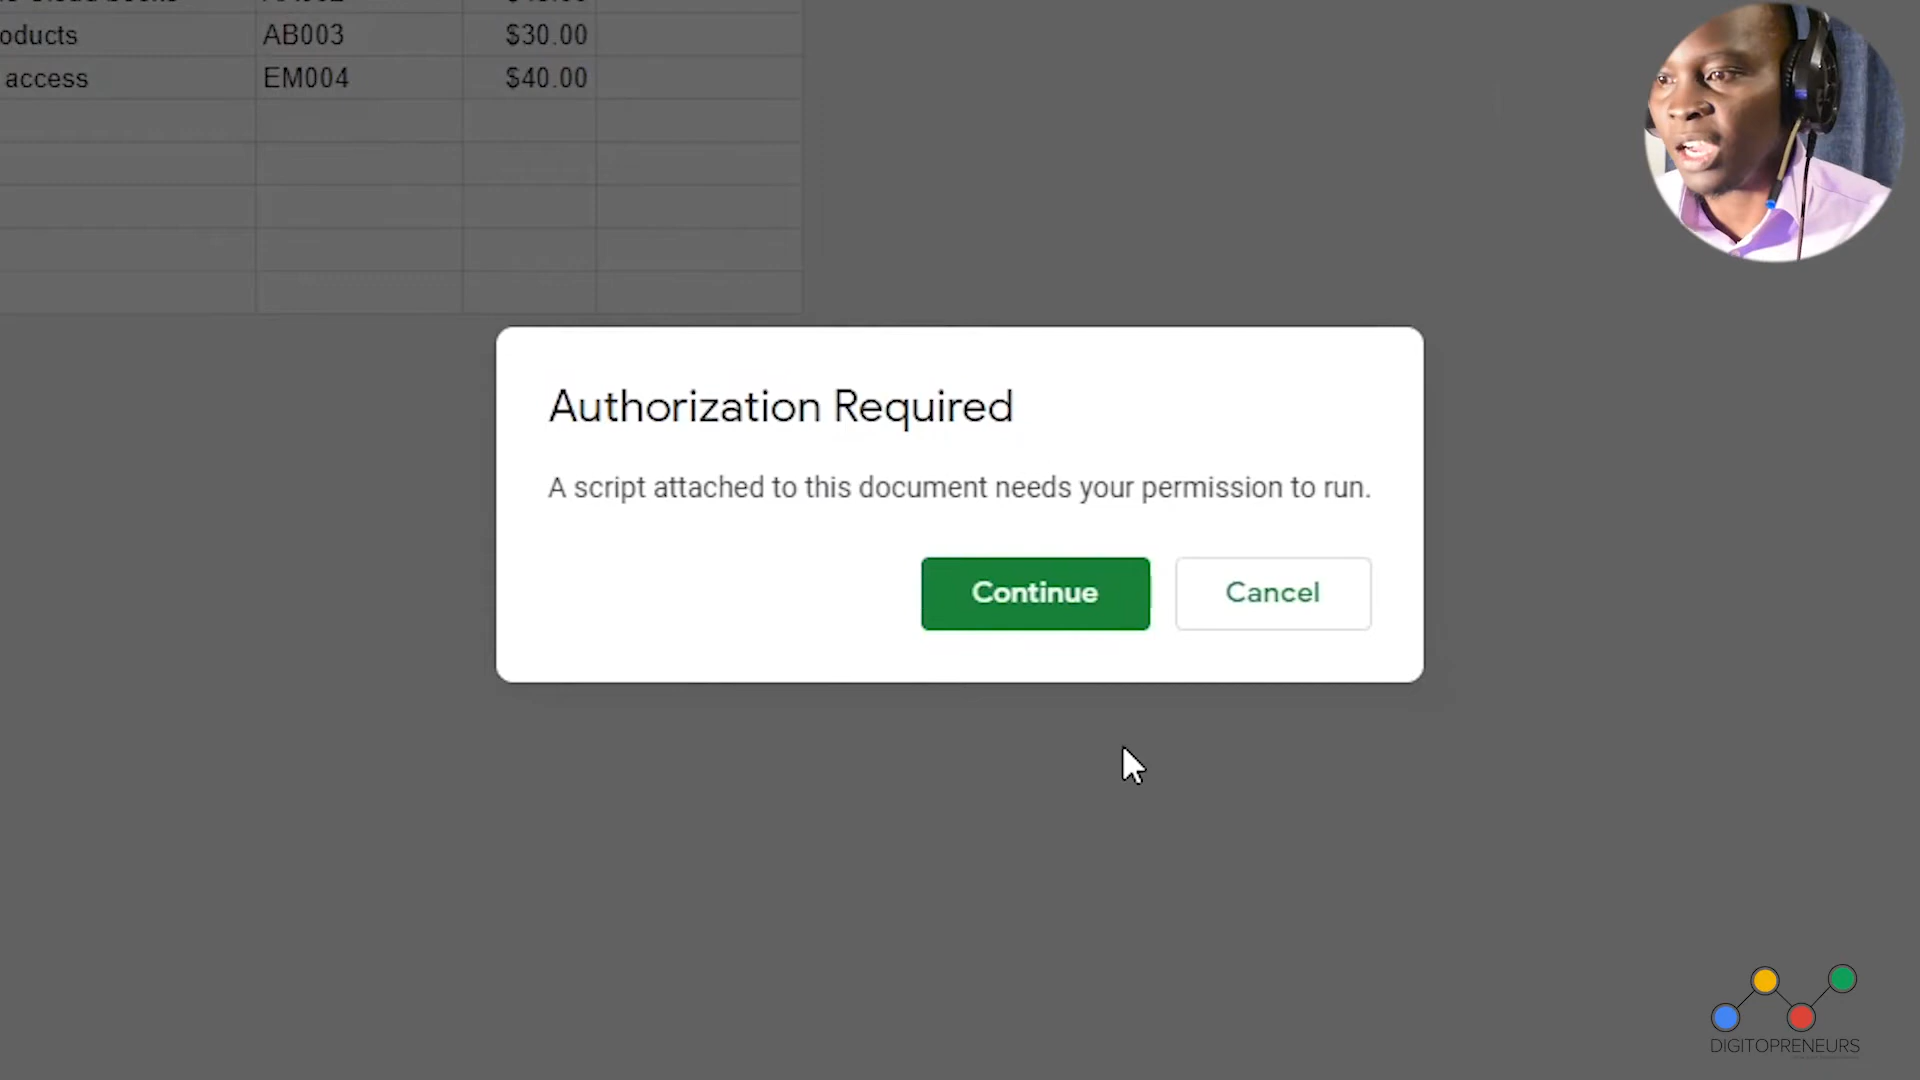 oducts AB003 $30.00
access EM004 $40.00
Authorization Required
A script attached to this document needs your permission to run.
Continue Cancel
DIGITOPRENEURS